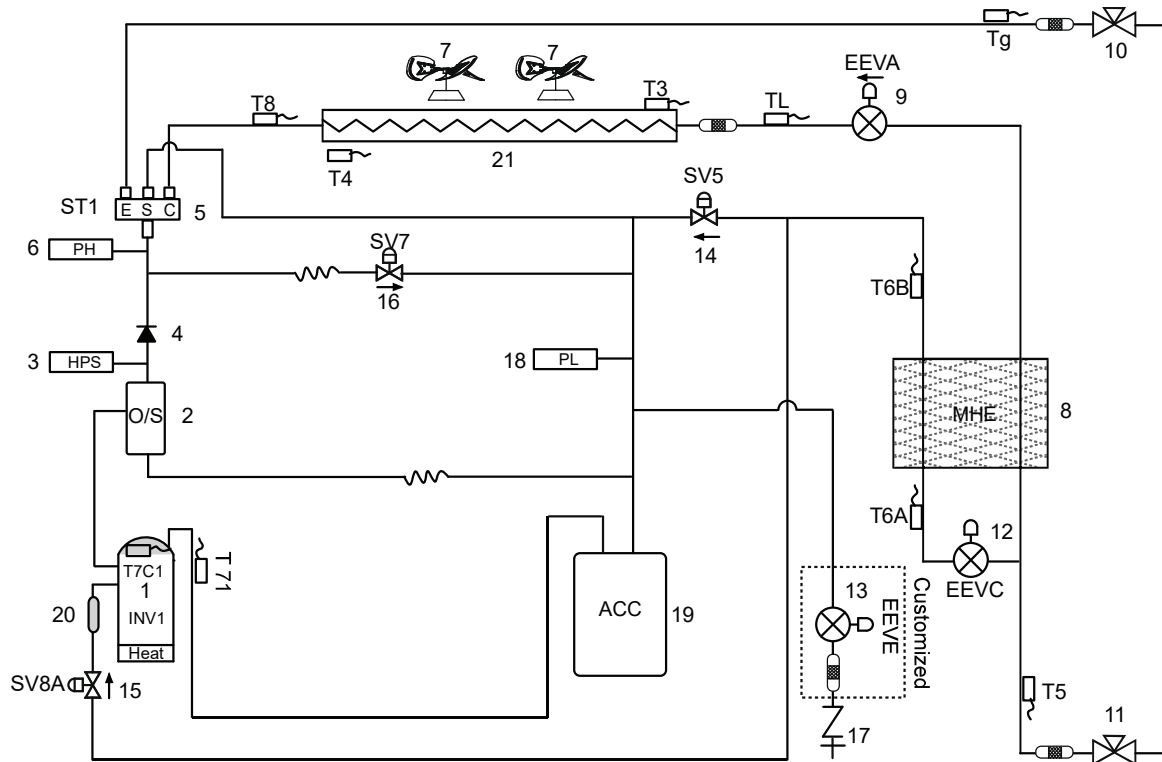 Tg
10
7
7
EEVA
9
T8
T3
TL
T4
21
ST1
E S C
5
SV5
14
6
PH
SV7
16
T6B
4
3
HPS
18
PL
O/S
2
MHE
8
T6A
12
EEVC
T7C1
1
INV1
Heat
T 71
20
ACC
19
13
EEVE
Customized
SV8A
15
17
T5
11